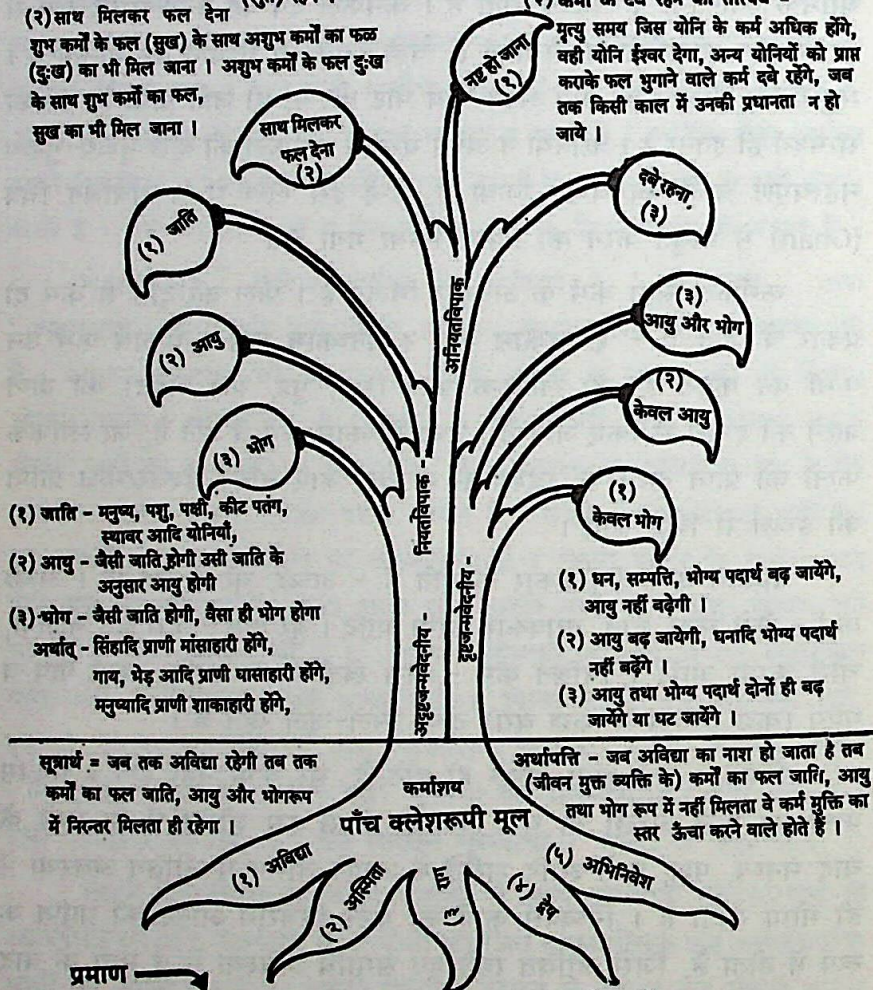 (२) साथ मिलकर फल देना
शुभ कर्मों के फल (सुख) के साथ अशुभ कर्मों का फळ
(दुःख) का भी मिल जाना । अशुभ कर्मों के फल दुःख
के साथ शुभ कर्मों का फल,
सुख का भी मिल जाना ।
मृत्यु समय जिस योनि के कर्म अधिक होंगे,
वही योनि ईश्वर देगा, अन्य योनियों को प्राप्त
कराके फल भुगाने वाले कर्म दबे रहेंगे, जब
तक किसी काल में उनकी प्रधानता न हो
जाये ।
नष्ट हो जाना
(१)
साथ मिलकर
फल देना
(२)
दबे रहना
(३)
(१) जाति
(२) आयु
(३) भोग
(३)
आयु और भोग
(२)
केवल आयु
(१)
केवल भोग
अनियतविपाक
अदृष्टजन्मवेदनीय नियतविपाक -
दृष्टजन्मवेदनीय -
(१) जाति - मनुष्य, पशु, पक्षी, कीट पतंग,
स्थावर आदि योनियाँ,
(२) आयु - जैसी जाति होगी उसी जाति के
अनुसार आयु होगी
(३) भोग - जैसी जाति होगी, वैसा ही भोग होगा
अर्थात् - सिंहादि प्राणी मांसाहारी होंगे,
गाय, भेड़ आदि प्राणी घासाहारी होंगे,
मनुष्यादि प्राणी शाकाहारी होंगे,
(१) धन, सम्पत्ति, भोग्य पदार्थ बढ़ जायेंगे,
आयु नहीं बढ़ेगी ।
(२) आयु बढ़ जायेगी, धनादि भोग्य पदार्थ
नहीं बढ़ेंगे ।
(३) आयु तथा भोग्य पदार्थ दोनों ही बढ़
जायेंगे या घट जायेंगे ।
सूत्रार्थ = जब तक अविद्या रहेगी तब तक
कर्मों का फल जाति, आयु और भोगरूप
में निरन्तर मिलता ही रहेगा ।
अर्थापत्ति - जब अविद्या का नाश हो जाता है तब
(जीवन मुक्त व्यक्ति के) कर्मों का फल जाति, आयु
तथा भोग रूप में नहीं मिलता वे कर्म मुक्ति का
स्तर ऊँचा करने वाले होते हैं ।
कर्माशय
पाँच क्लेशरूपी मूल
(१) अविद्या
(२) अस्मिता
(३) राग
(४) द्वेष
(५) अभिनिवेश
प्रमाण